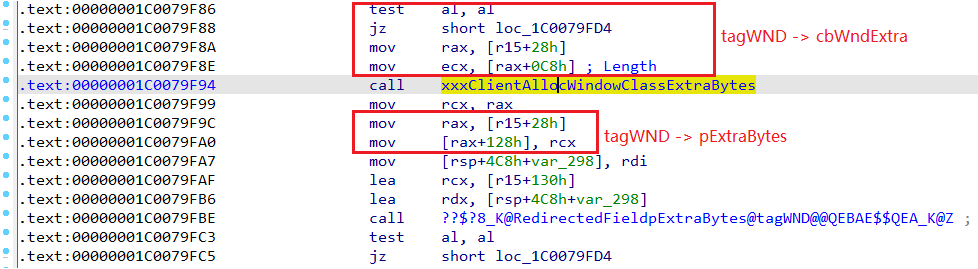 .text:00000001C0079F86 test al, al
.text:00000001C0079F88 jz short loc_1C0079FD4
.text:00000001C0079F8A mov rax, [r15+28h]
.text:00000001C0079F8E mov ecx, [rax+0C8h] ; Length
tagWND -> cbWndExtra
.text:00000001C0079F94 call xxxClientAllocWindowClassExtraBytes
.text:00000001C0079F99 mov rcx, rax
.text:00000001C0079F9C mov rax, [r15+28h]
.text:00000001C0079FA0 mov [rax+128h], rcx
tagWND -> pExtraBytes
.text:00000001C0079FA7 mov [rsp+4C8h+var_298], rdi
.text:00000001C0079FAF lea rcx, [r15+130h]
.text:00000001C0079FB6 lea rdx, [rsp+4C8h+var_298]
.text:00000001C0079FBE call ??$?8_K@RedirectedFieldpExtraBytes@tagWND@@QEBAE$$QEA_K@Z ;
.text:00000001C0079FC3 test al, al
.text:00000001C0079FC5 jz short loc_1C0079FD4